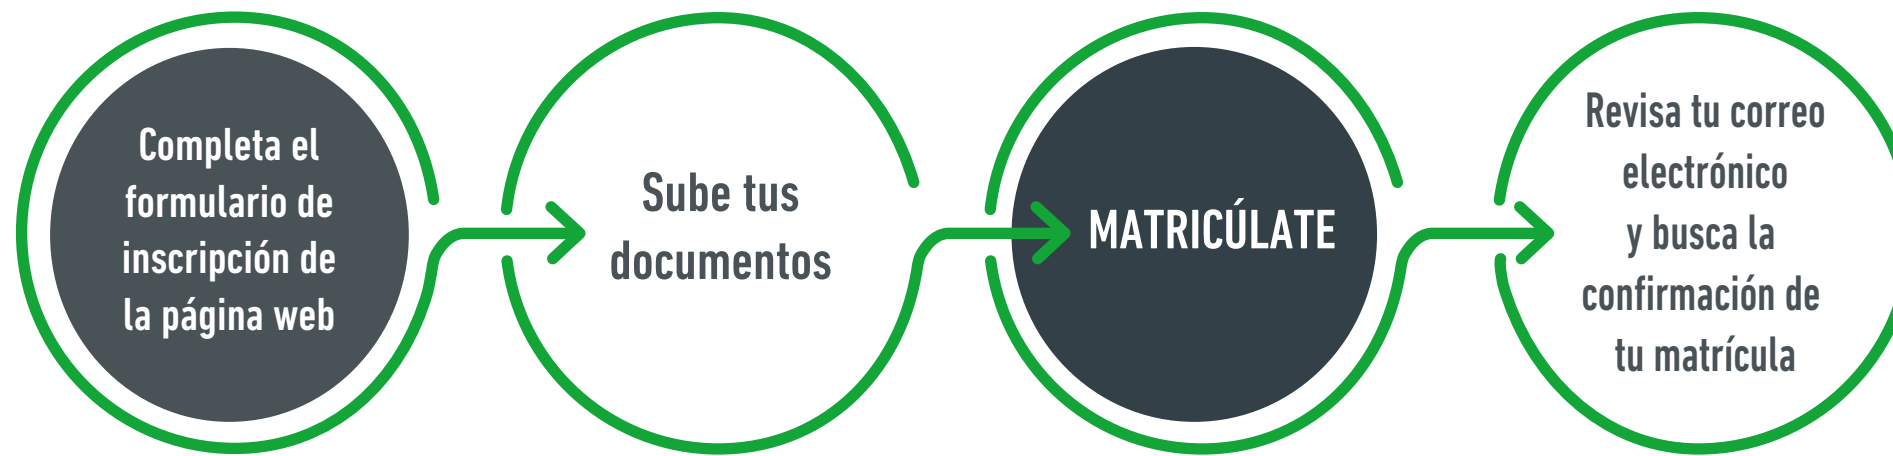 Completa el
formulario de
inscripción de
la página web
Sube tus
documentos
MATRICÚLATE
Revisa tu correo
electrónico
y busca la
confirmación de
tu matrícula